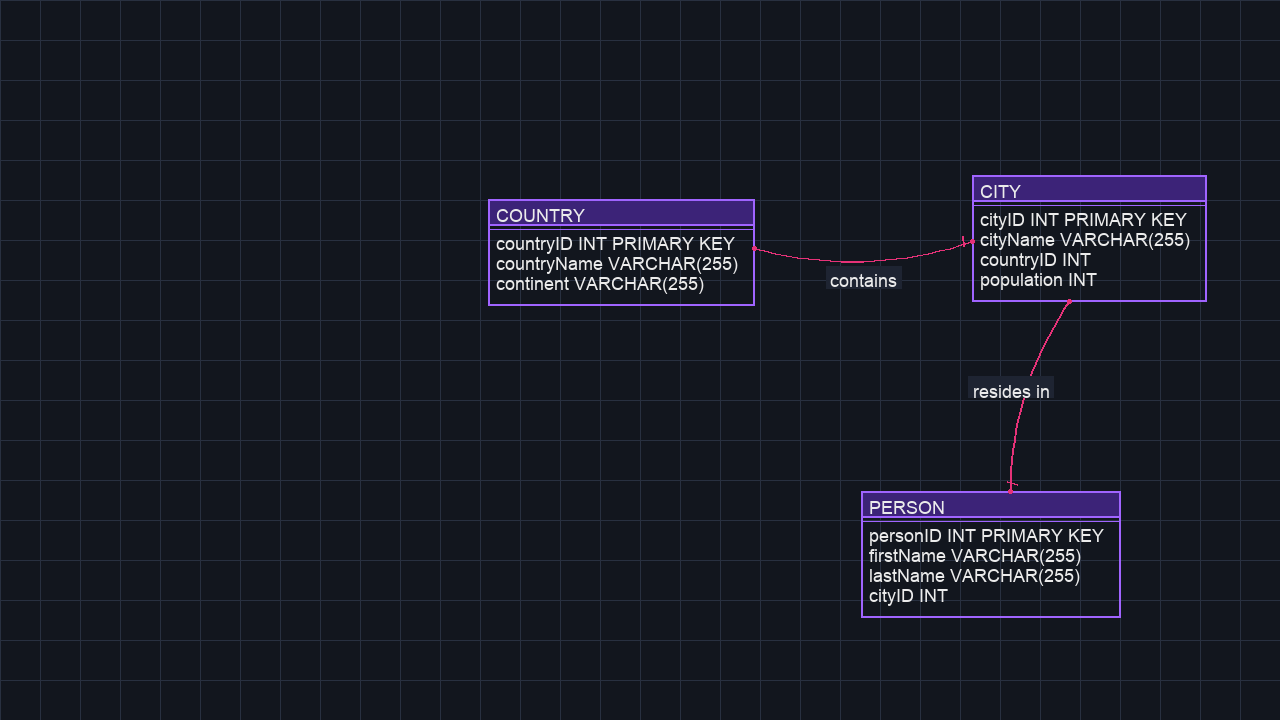 COUNTRY
countryID INT PRIMARY KEY
countryName VARCHAR(255)
continent VARCHAR(255)
contains
CITY
cityID INT PRIMARY KEY
cityName VARCHAR(255)
countryID INT
population INT
resides in
PERSON
personID INT PRIMARY KEY
firstName VARCHAR(255)
lastName VARCHAR(255)
cityID INT